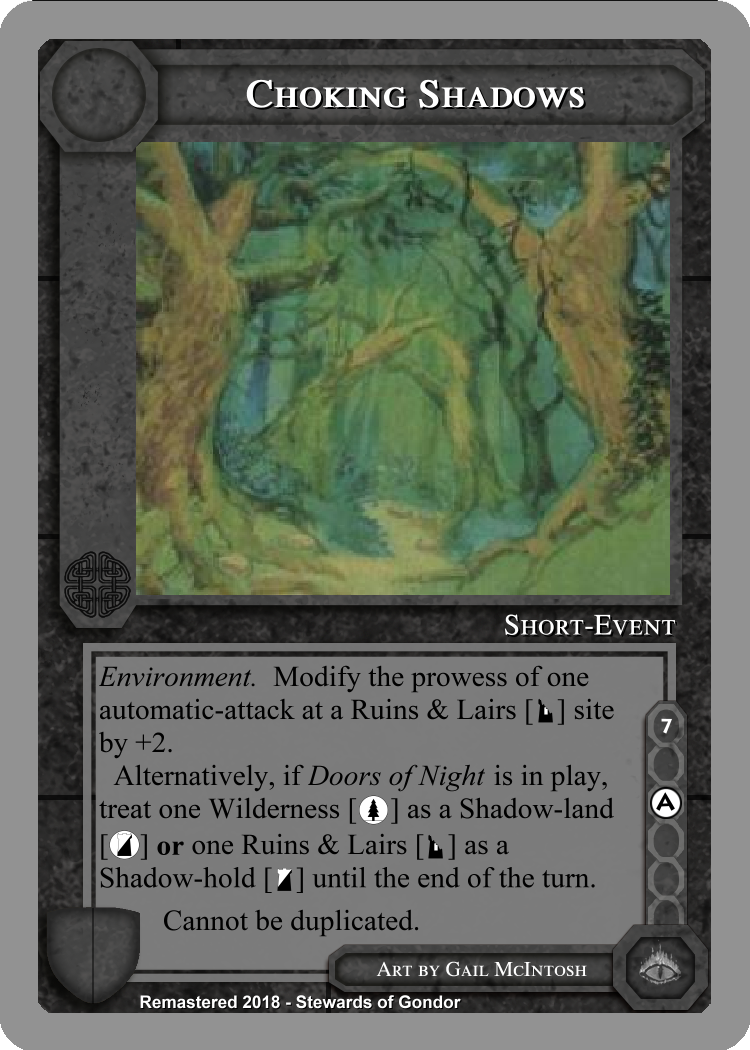 Choking Shadows
Short-Event
Environment. Modify the prowess of one
automatic-attack at a Ruins & Lairs [ ] site
by +2.
Alternatively, if Doors of Night is in play,
treat one Wilderness [ ] as a Shadow-land
[ ] or one Ruins & Lairs [ ] as a
Shadow-hold [ ] until the end of the turn.
Cannot be duplicated.
7
A
Art by Gail McIntosh
Remastered 2018 - Stewards of Gondor